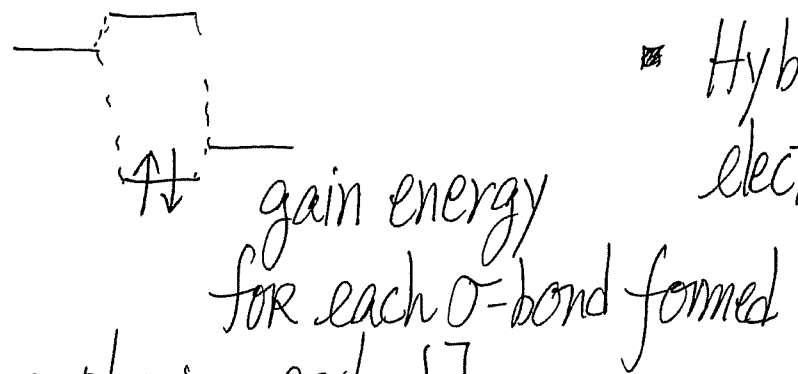 ▪ Hyb
elec
gain energy
for each σ-bond formed